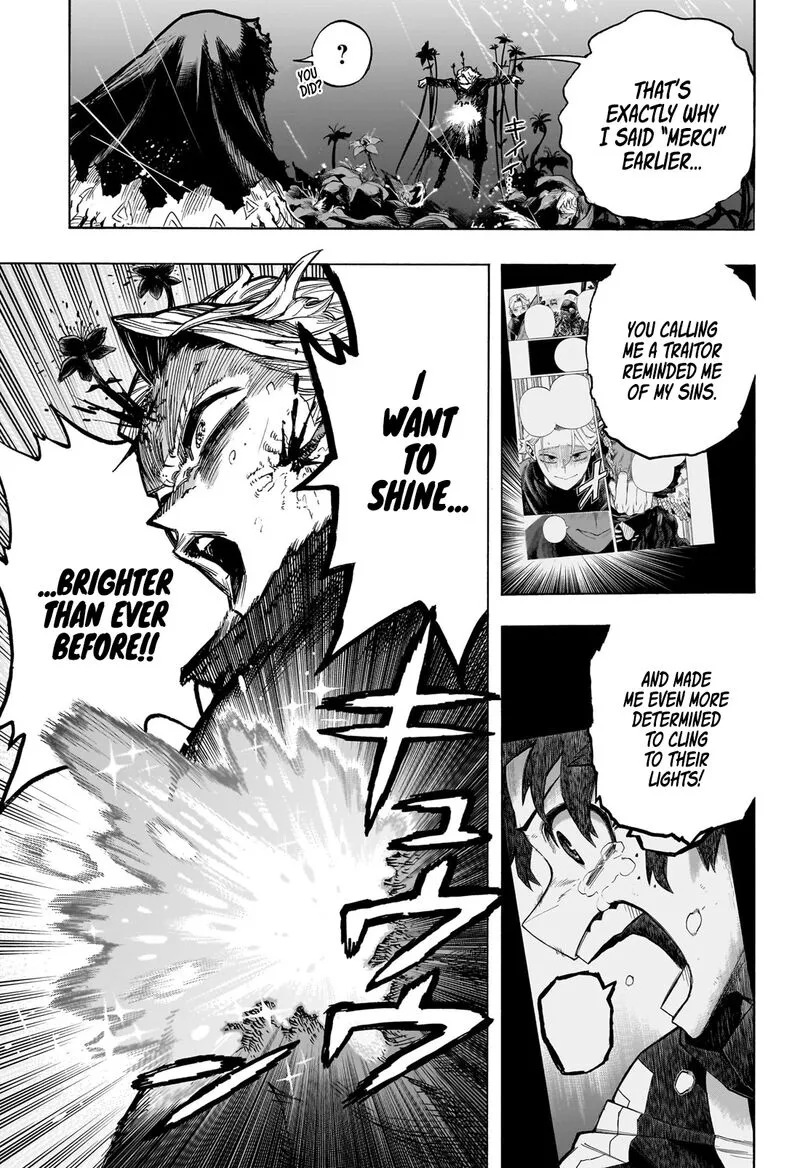 THAT'S
EXACTLY WHY
I SAID "MERCI"
EARLIER...
キイイ…
?
YOU
DID?
YOU CALLING
ME A TRAITOR
REMINDED ME
OF MY SINS.
AND MADE
ME EVEN MORE
DETERMINED
TO CLING
TO THEIR
LIGHTS!
I
WANT
TO
SHINE...
...BRIGHTER
THAN EVER
BEFORE!!
キュウウン